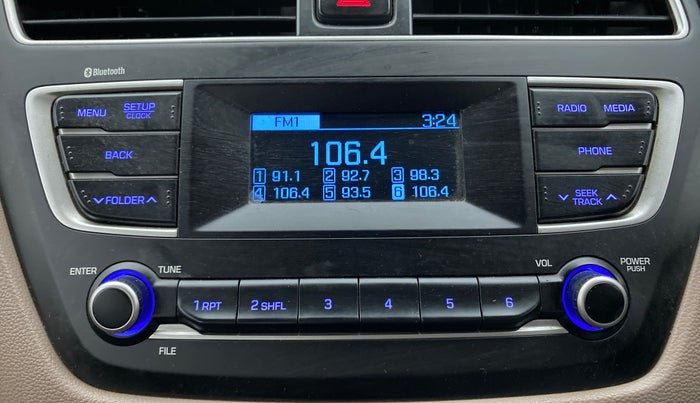 Bluetooth
MENU SETUP CLOCK
BACK
FOLDER
FM1 3:24
106.4
1 91.1 2 92.7 3 98.3
4 106.4 5 93.5 6 106.4
RADIO MEDIA
PHONE
SEEK TRACK
ENTER TUNE
FILE
1 RPT 2 SHFL 3 4 5 6
VOL POWER PUSH